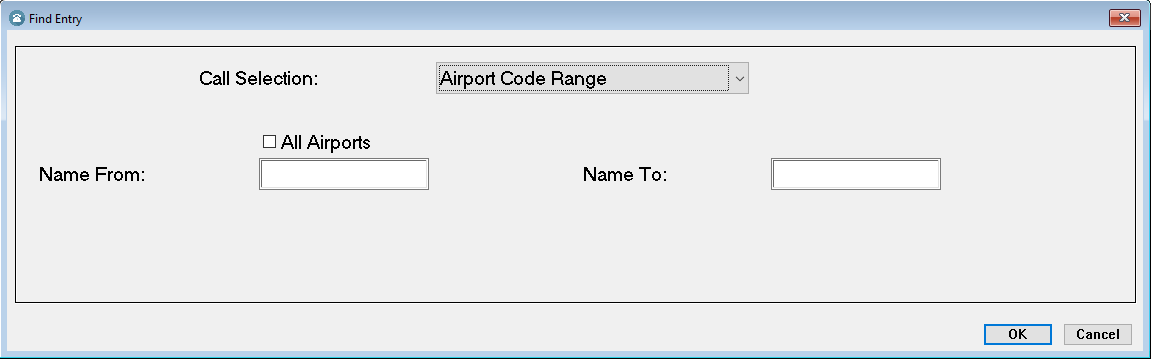 Find Entry
Call Selection: Airport Code Range
All Airports
Name From: Name To:
OK Cancel